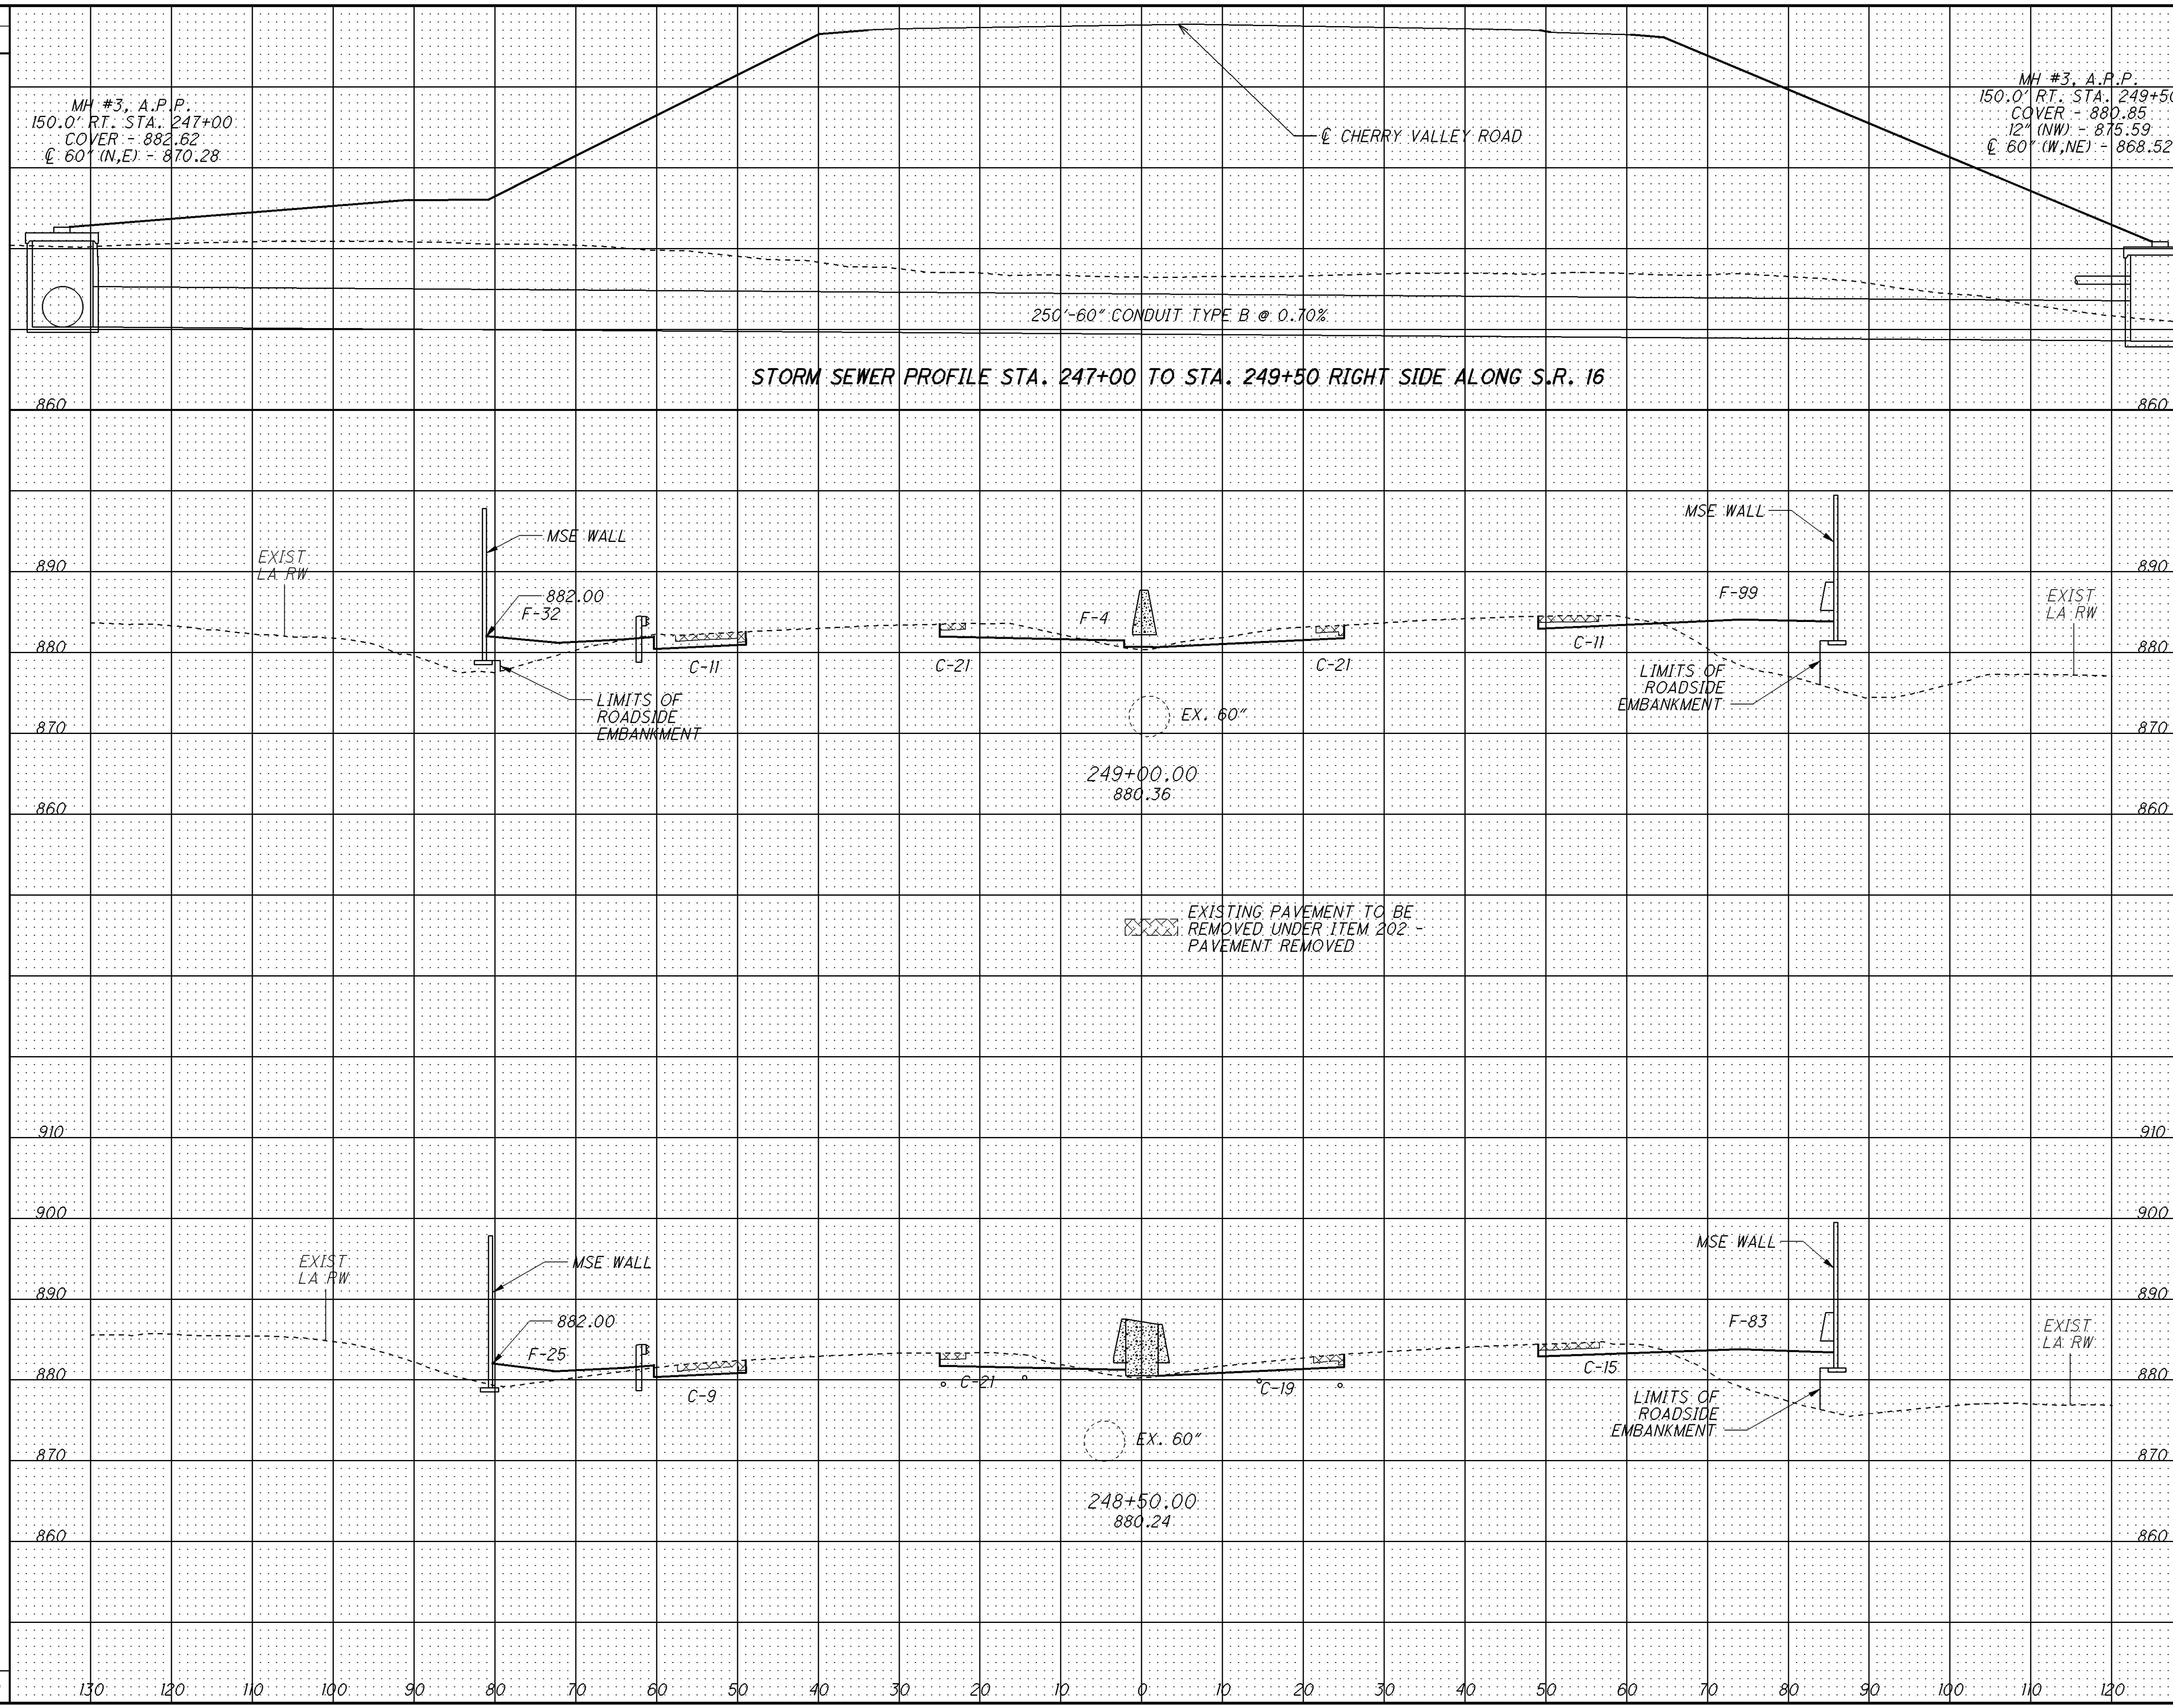 MH #3, A.P.P.
150.0' RT. STA. 247+00
COVER - 882.62
℄ 60" (N,E) - 870.28
℄ CHERRY VALLEY ROAD
MH #3, A.P.P.
150.0' RT. STA. 249+50
COVER - 880.85
12" (NW) - 875.59
℄ 60" (W,NE) - 868.52
250'-60" CONDUIT TYPE B @ 0.70%
STORM SEWER PROFILE STA. 247+00 TO STA. 249+50 RIGHT SIDE ALONG S.R. 16
860 860
MSE WALL
MSE WALL
890 890
EXIST
LA RW
882.00
F-32
F-4
F-99
EXIST
LA RW
880 880
C-11
C-21
C-21
C-11
LIMITS OF
ROADSIDE
EMBANKMENT
LIMITS OF
ROADSIDE
EMBANKMENT
EX. 60"
870 870
249+00.00
880.36
860 860
EXISTING PAVEMENT TO BE
REMOVED UNDER ITEM 202 -
PAVEMENT REMOVED
910 910
900 900
MSE WALL
MSE WALL
EXIST
LA RW
890 890
882.00
F-25
F-83
EXIST
LA RW
880 880
C-9
C-21
C-19
C-15
LIMITS OF
ROADSIDE
EMBANKMENT
EX. 60"
870 870
248+50.00
880.24
860 860
130 120 110 100 90 80 70 60 50 40 30 20 10 0 10 20 30 40 50 60 70 80 90 100 110 120